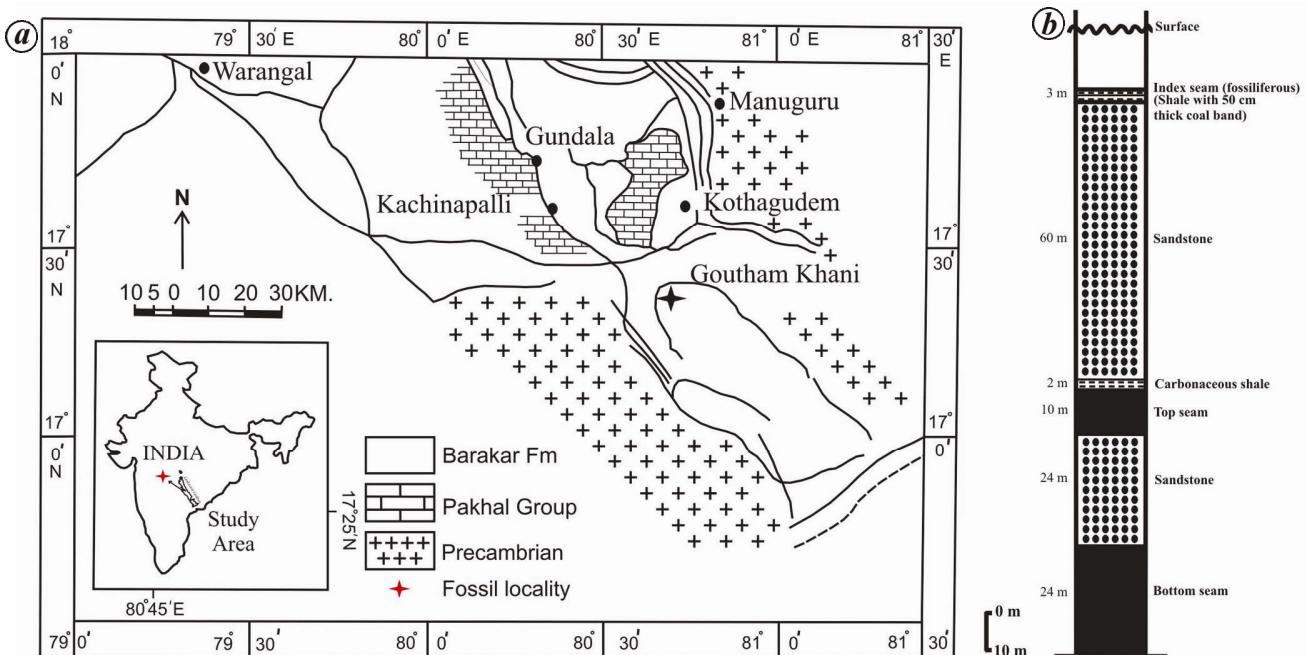 a
18° 79° 30' E 80° 0' E 80° 30' E 0' E 81° 30' E
0' N
Warangal
Manuguru
Gundala
Kachinapalli
Kothagudem
17° 30' N
17° 30'
Goutham Khani
N
10 5 0 10 20 30KM.
17° 0' N
17° 0'
INDIA
Study
Area
80°45'E
17°25'N
Barakar Fm
Pakhal Group
Precambrian
Fossil locality
79° 0' 79° 30' 80° 0' 80° 30' 81° 0' 81° 30'
b
Surface
3 m
Index seam (fossiliferous)
(Shale with 50 cm
thick coal band)
60 m Sandstone
2 m Carbonaceous shale
10 m Top seam
24 m Sandstone
24 m Bottom seam
0 m
10 m